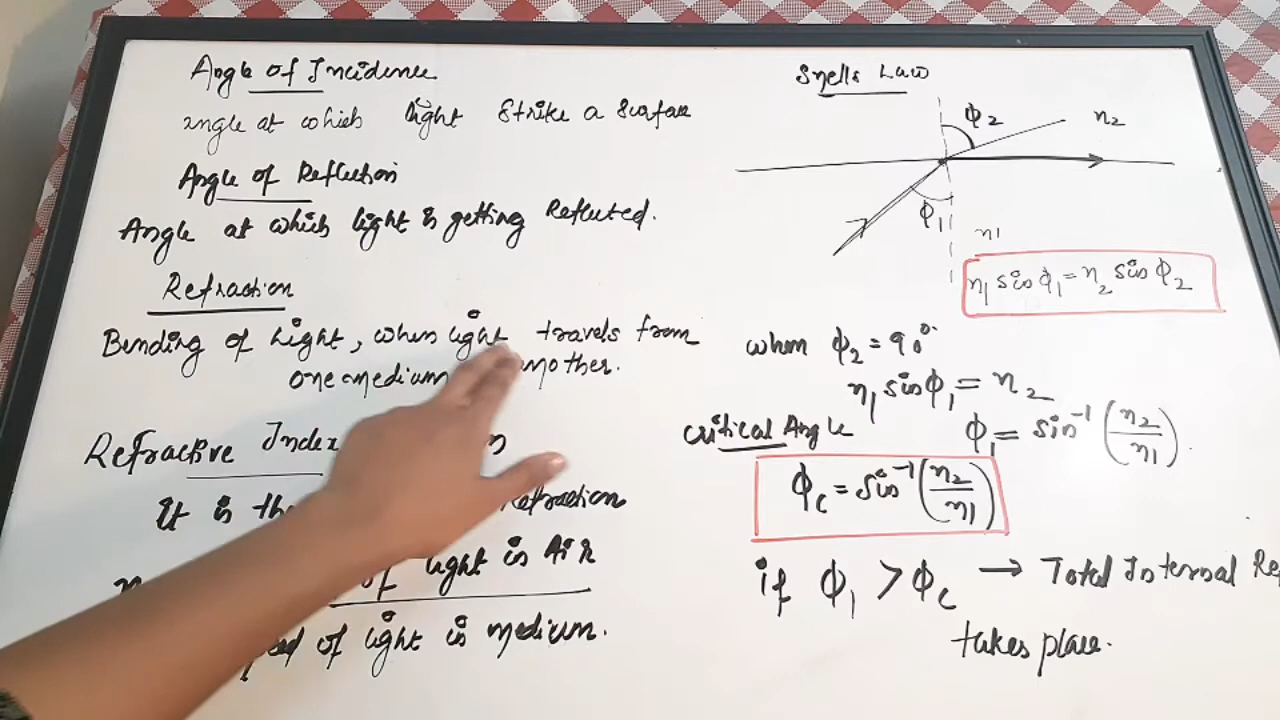 Angle of Incidence
angle at which light strike a surface
Angle of Reflection
Angle at which light is getting Reflected.
Refraction
Bending of Light, when light travels from
one medium another.
Refractive Index
It is the Refraction
of light in Air
of light in medium.
Snells Law
ϕ2 n2
ϕ1
n1
n1 sin ϕ1 = n2 sin ϕ2
when ϕ2 = 90°
n1 sin ϕ1 = n2
Critical Angle ϕ1 = sin⁻¹(n2/n1).
ϕc = sin⁻¹(n2/n1)
if ϕ1 > ϕc → Total Internal Re
takes place.